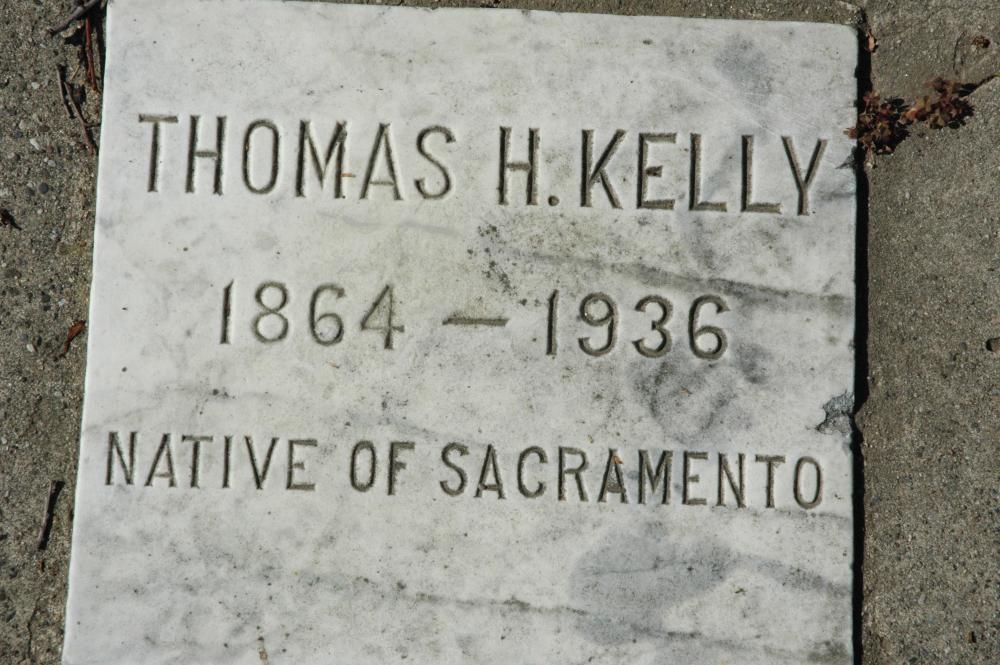 THOMAS H. KELLY
1864 — 1936
NATIVE OF SACRAMENTO